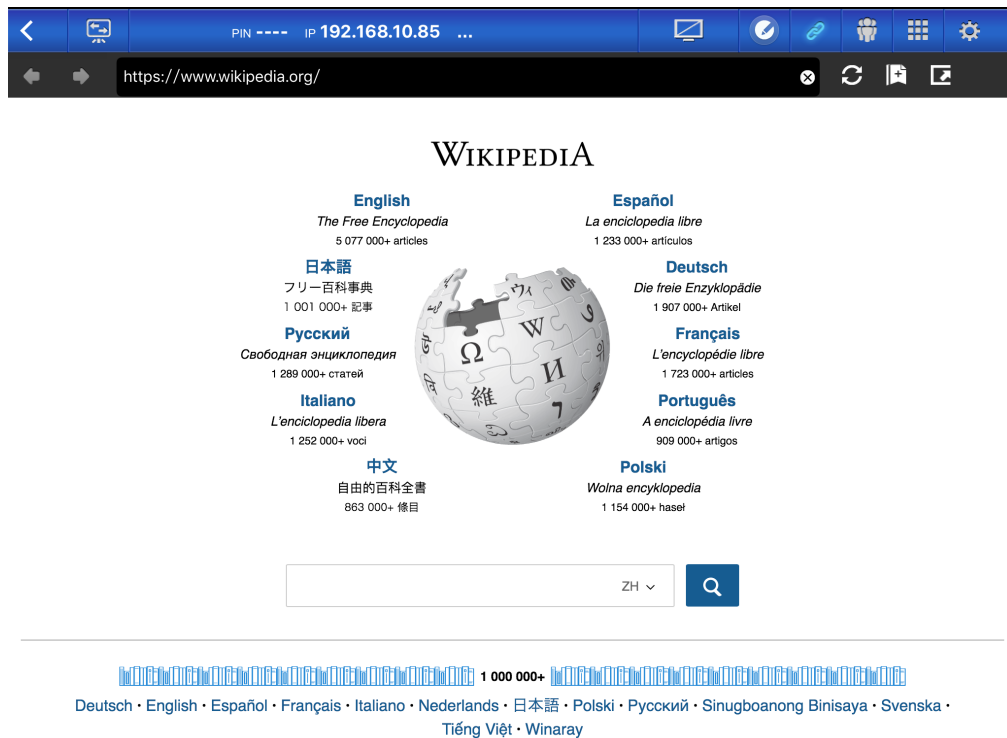 PIN ---- IP 192.168.10.85 ...
https://www.wikipedia.org/
WIKIPEDIA
English
The Free Encyclopedia
5 077 000+ articles
Español
La enciclopedia libre
1 233 000+ artículos
日本語
フリー百科事典
1 001 000+ 記事
Deutsch
Die freie Enzyklopädie
1 907 000+ Artikel
Русский
Свободная энциклопедия
1 289 000+ статей
Français
L'encyclopédie libre
1 723 000+ articles
Italiano
L'enciclopedia libera
1 252 000+ voci
Português
A enciclopédia livre
909 000+ artigos
中文
自由的百科全書
863 000+ 條目
Polski
Wolna encyklopedia
1 154 000+ haseł
Ω W И 維 ウィ 7
ZH
1 000 000+
Deutsch · English · Español · Français · Italiano · Nederlands · 日本語 · Polski · Русский · Sinugboanong Binisaya · Svenska ·
Tiếng Việt · Winaray